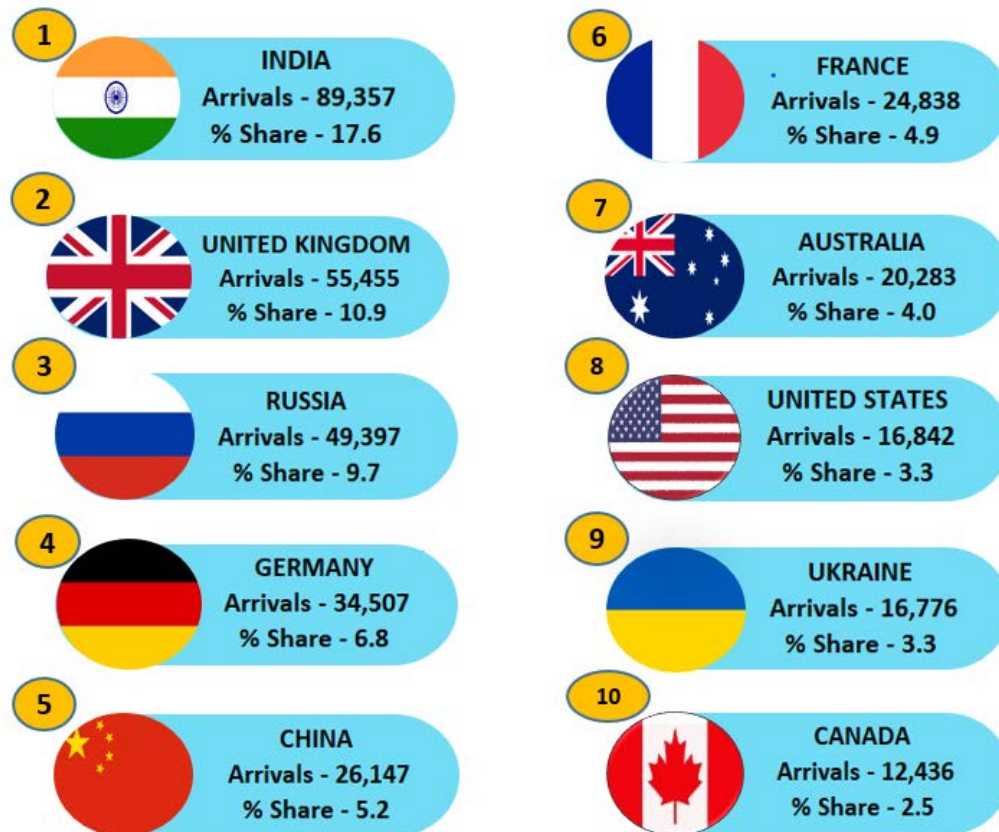 1
INDIA
Arrivals - 89,357
% Share - 17.6
2
UNITED KINGDOM
Arrivals - 55,455
% Share - 10.9
3
RUSSIA
Arrivals - 49,397
% Share - 9.7
4
GERMANY
Arrivals - 34,507
% Share - 6.8
5
CHINA
Arrivals - 26,147
% Share - 5.2
6
FRANCE
Arrivals - 24,838
% Share - 4.9
7
AUSTRALIA
Arrivals - 20,283
% Share - 4.0
8
UNITED STATES
Arrivals - 16,842
% Share - 3.3
9
UKRAINE
Arrivals - 16,776
% Share - 3.3
10
CANADA
Arrivals - 12,436
% Share - 2.5